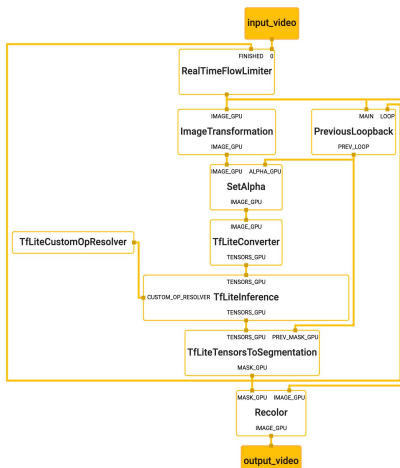 input_video
FINISHED 0
RealTimeFlowLimiter
IMAGE_GPU
ImageTransformation
IMAGE_GPU
MAIN LOOP
PreviousLoopback
PREV_LOOP
IMAGE_GPU ALPHA_GPU
SetAlpha
IMAGE_GPU
IMAGE_GPU
TfLiteConverter
TENSORS_GPU
TfLiteCustomOpResolver
TENSORS_GPU
CUSTOM_OP_RESOLVER TfLiteInference
TENSORS_GPU
TENSORS_GPU PREV_MASK_GPU
TfLiteTensorsToSegmentation
MASK_GPU
MASK_GPU IMAGE_GPU
Recolor
IMAGE_GPU
output_video